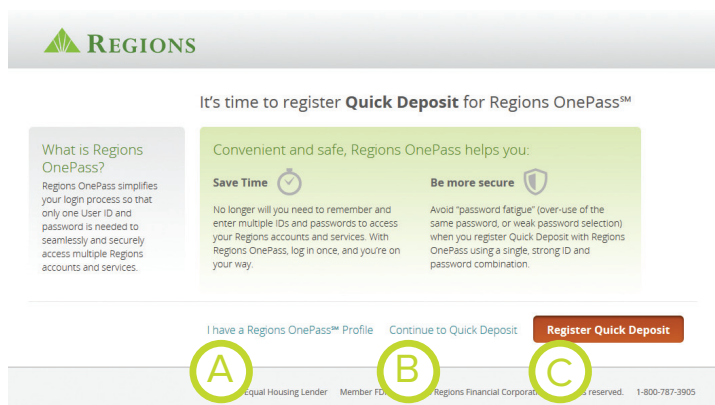 REGIONS
It's time to register Quick Deposit for Regions OnePass℠
What is Regions
OnePass?
Regions OnePass simplifies
your login process so that
only one User ID and
password is needed to
seamlessly and securely
access multiple Regions
accounts and services.
Convenient and safe, Regions OnePass helps you:
Save Time
No longer will you need to remember and
enter multiple IDs and passwords to access
your Regions accounts and services. With
Regions OnePass, log in once, and you're on
your way.
Be more secure
Avoid "password fatigue" (over-use of the
same password, or weak password selection)
when you register Quick Deposit with Regions
OnePass using a single, strong ID and
password combination.
I have a Regions OnePass℠ Profile Continue to Quick Deposit Register Quick Deposit
A B C
Equal Housing Lender Member Regions Financial reserved. 1-800-787-3905